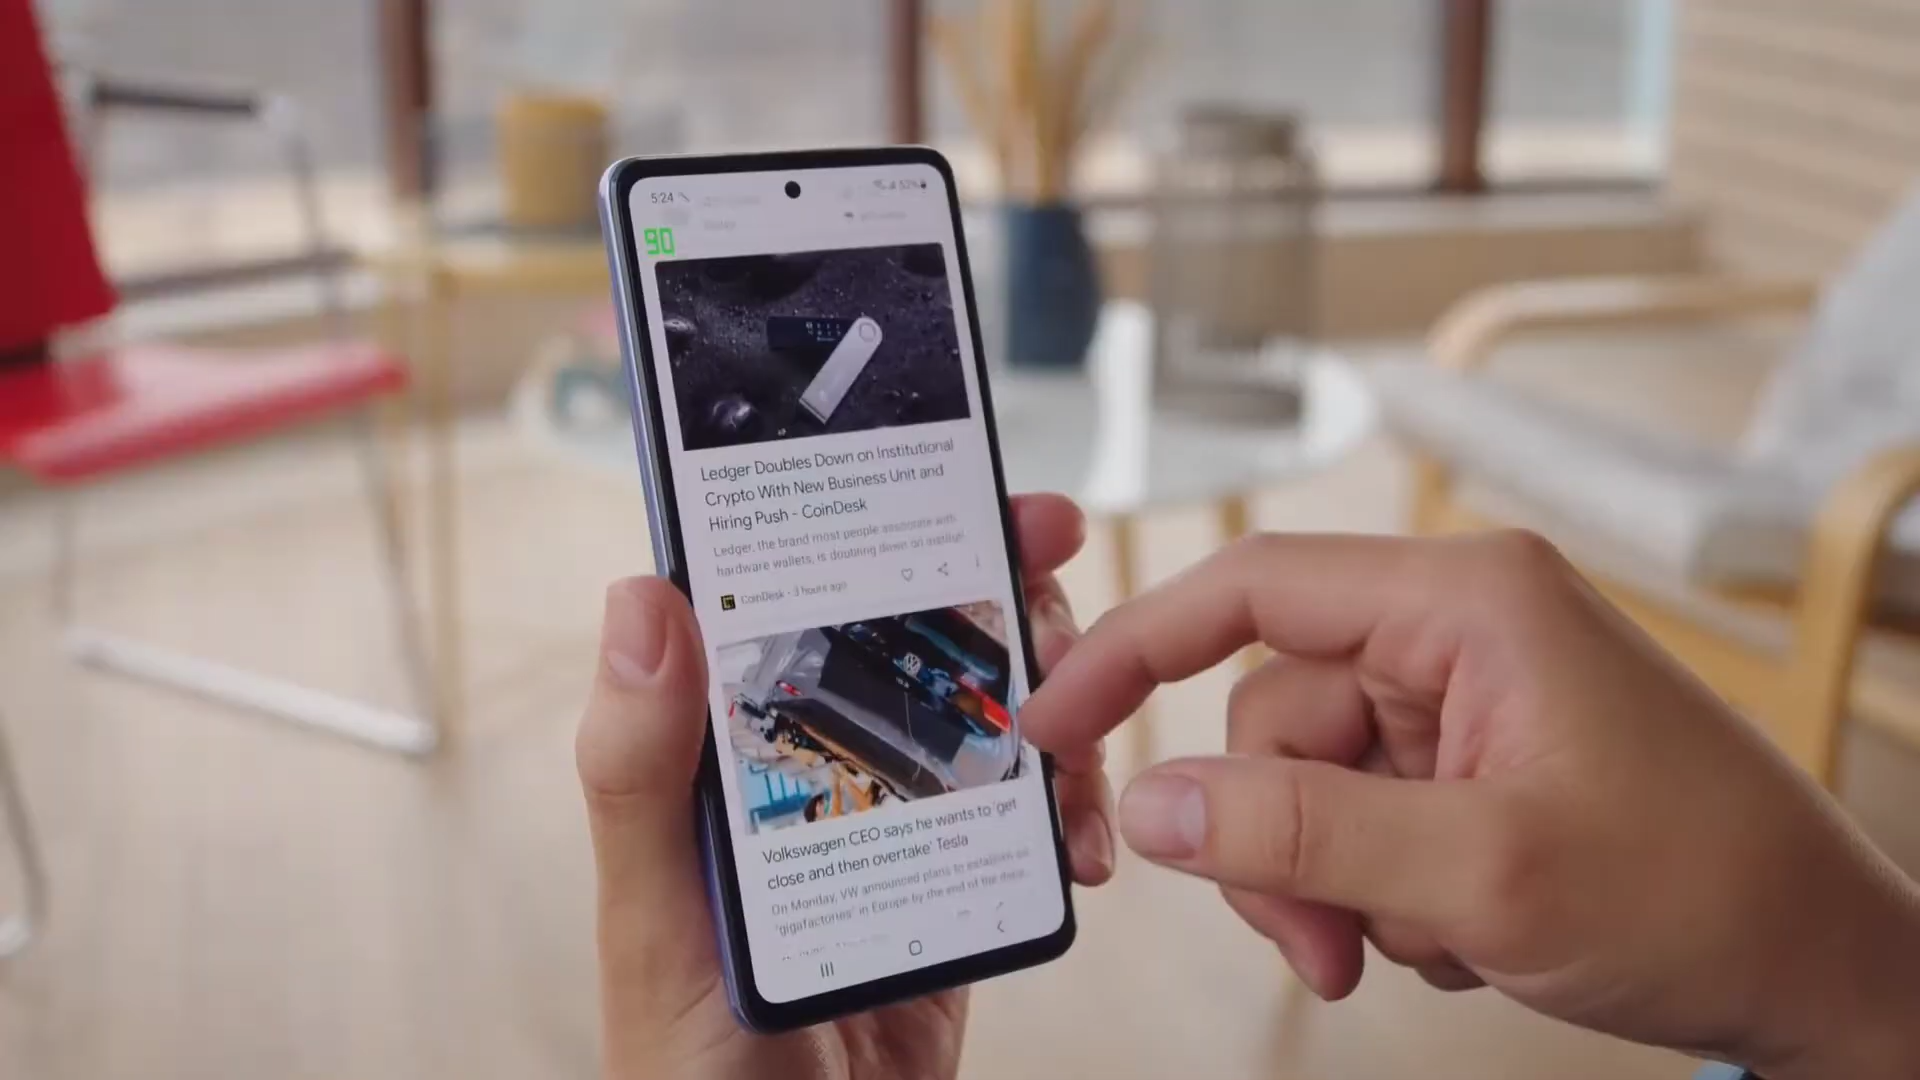 5:24
52%
90
Ledger Doubles Down on Institutional
Crypto With New Business Unit and
Hiring Push - CoinDesk
Ledger, the brand most people associate with
hardware wallets, is doubling down on instituti...
CoinDesk - 3 hours ago
Volkswagen CEO says he wants to 'get
close and then overtake' Tesla
On Monday, VW announced plans to establish six
"gigafactories" in Europe by the end of the deca...